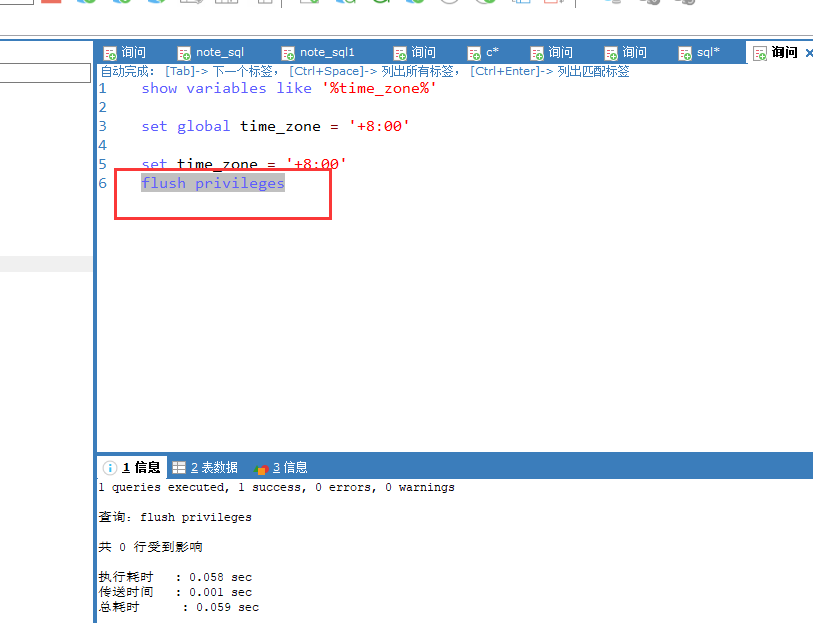 询问 note_sql note_sql1 询问 c* 询问 询问 sql* 询问
自动完成: [Tab]-> 下一个标签, [Ctrl+Space]-> 列出所有标签, [Ctrl+Enter]-> 列出匹配标签
1 show variables like '%time_zone%'
2
3 set global time_zone = '+8:00'
4
5 set time_zone = '+8:00'
6 flush privileges
1 信息 2 表数据 3 信息
1 queries executed, 1 success, 0 errors, 0 warnings
查询: flush privileges
共 0 行受到影响
执行耗时 : 0.058 sec
传送时间 : 0.001 sec
总耗时 : 0.059 sec